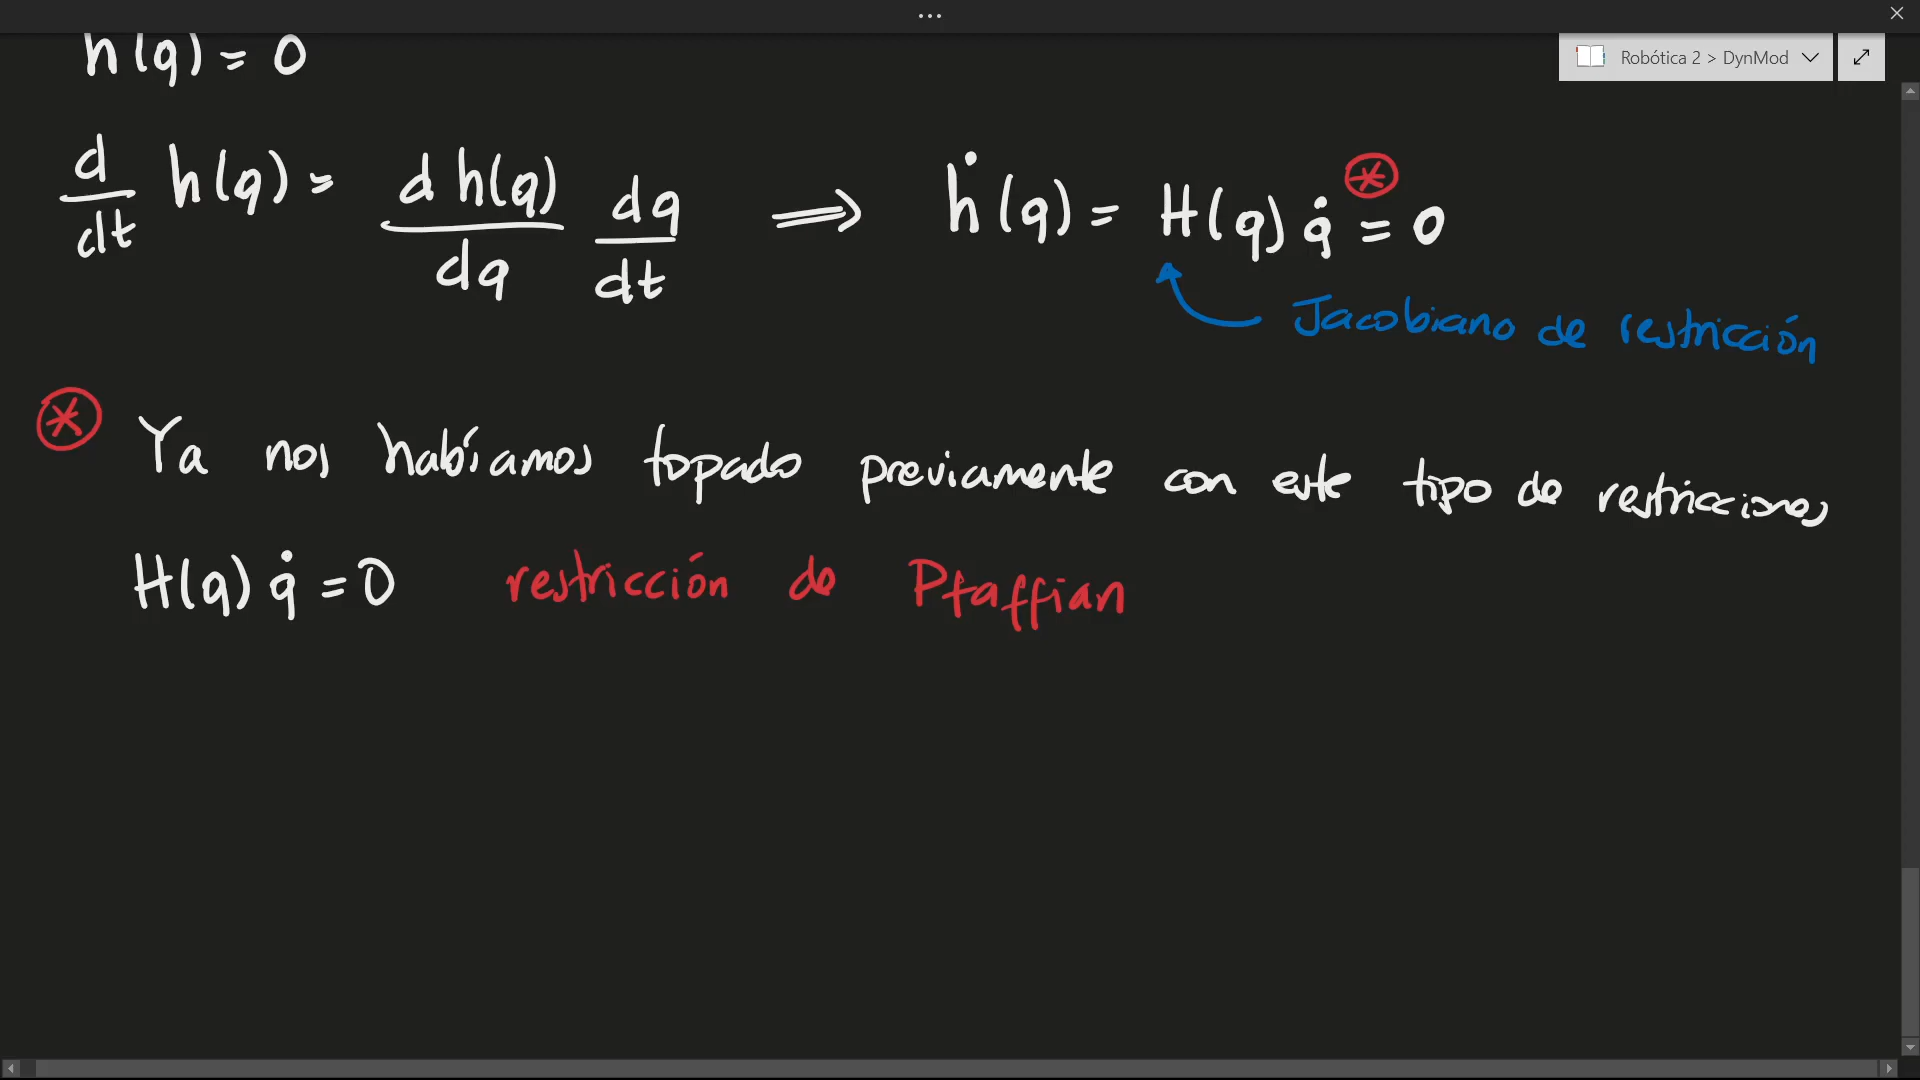 ...
Robótica 2 > DynMod
h(q) = 0
d/dt h(q) = d h(q)/dq dq/dt ⟹ ḣ(q) = H(q) q̇ = 0 ⊛
Jacobiano de restricción
⊛ Ya nos habíamos topado previamente con este tipo de restricciones
H(q) q̇ = 0 restricción de Pfaffian